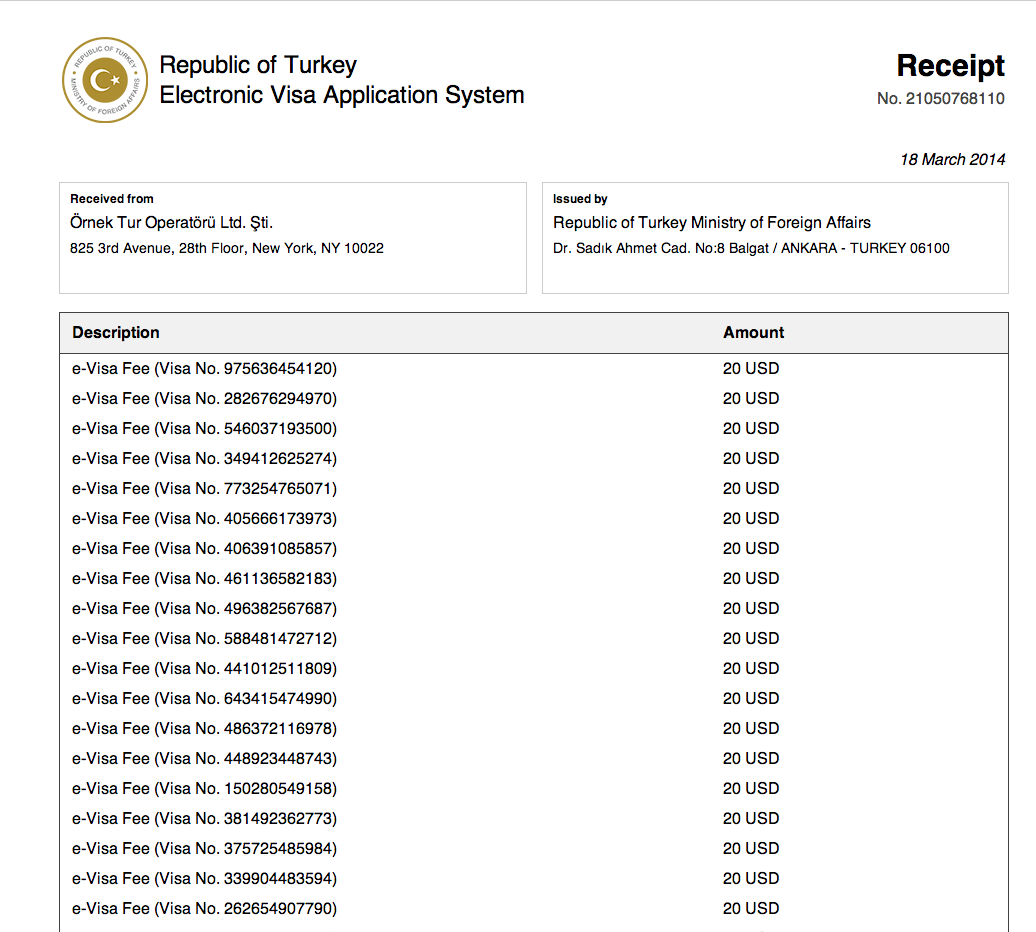 REPUBLIC OF TURKEY
MINISTRY OF FOREIGN AFFAIRS
Republic of Turkey
Electronic Visa Application System
Receipt
No. 21050768110
18 March 2014
Received from
Örnek Tur Operatörü Ltd. Şti.
825 3rd Avenue, 28th Floor, New York, NY 10022
Issued by
Republic of Turkey Ministry of Foreign Affairs
Dr. Sadık Ahmet Cad. No:8 Balgat / ANKARA - TURKEY 06100
Description Amount
e-Visa Fee (Visa No. 975636454120) 20 USD
e-Visa Fee (Visa No. 282676294970) 20 USD
e-Visa Fee (Visa No. 546037193500) 20 USD
e-Visa Fee (Visa No. 349412625274) 20 USD
e-Visa Fee (Visa No. 773254765071) 20 USD
e-Visa Fee (Visa No. 405666173973) 20 USD
e-Visa Fee (Visa No. 406391085857) 20 USD
e-Visa Fee (Visa No. 461136582183) 20 USD
e-Visa Fee (Visa No. 496382567687) 20 USD
e-Visa Fee (Visa No. 588481472712) 20 USD
e-Visa Fee (Visa No. 441012511809) 20 USD
e-Visa Fee (Visa No. 643415474990) 20 USD
e-Visa Fee (Visa No. 486372116978) 20 USD
e-Visa Fee (Visa No. 448923448743) 20 USD
e-Visa Fee (Visa No. 150280549158) 20 USD
e-Visa Fee (Visa No. 381492362773) 20 USD
e-Visa Fee (Visa No. 375725485984) 20 USD
e-Visa Fee (Visa No. 339904483594) 20 USD
e-Visa Fee (Visa No. 262654907790) 20 USD